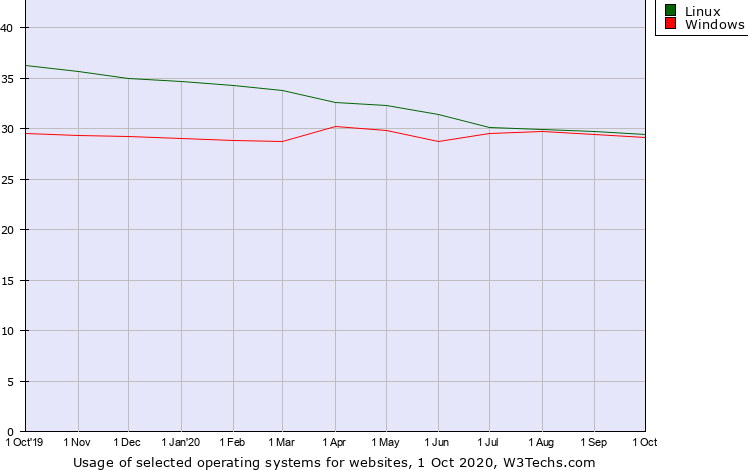 Linux
Windows
40
35
30
25
20
15
10
5
0
1 Oct'19 1 Nov 1 Dec 1 Jan'20 1 Feb 1 Mar 1 Apr 1 May 1 Jun 1 Jul 1 Aug 1 Sep 1 Oct
Usage of selected operating systems for websites, 1 Oct 2020, W3Techs.com